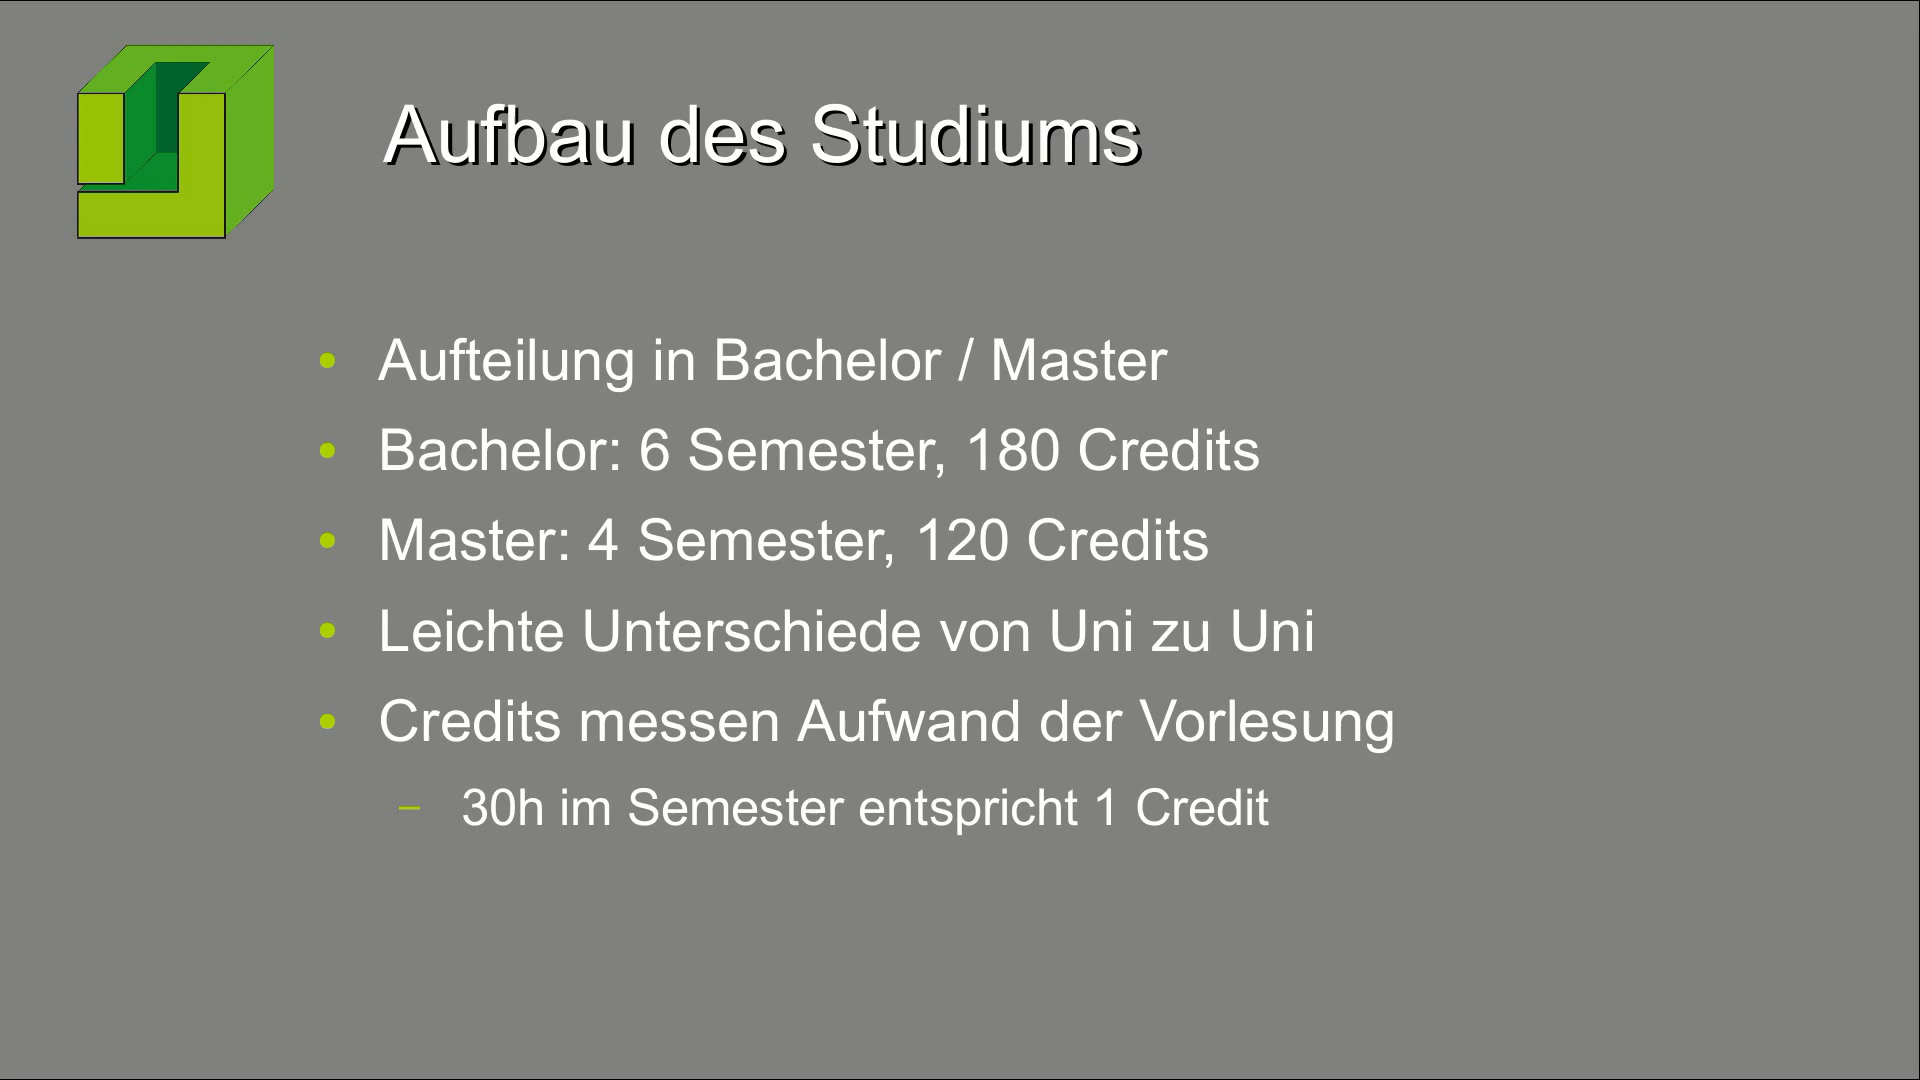 Aufbau des Studiums
• Aufteilung in Bachelor / Master
• Bachelor: 6 Semester, 180 Credits
• Master: 4 Semester, 120 Credits
• Leichte Unterschiede von Uni zu Uni
• Credits messen Aufwand der Vorlesung
– 30h im Semester entspricht 1 Credit